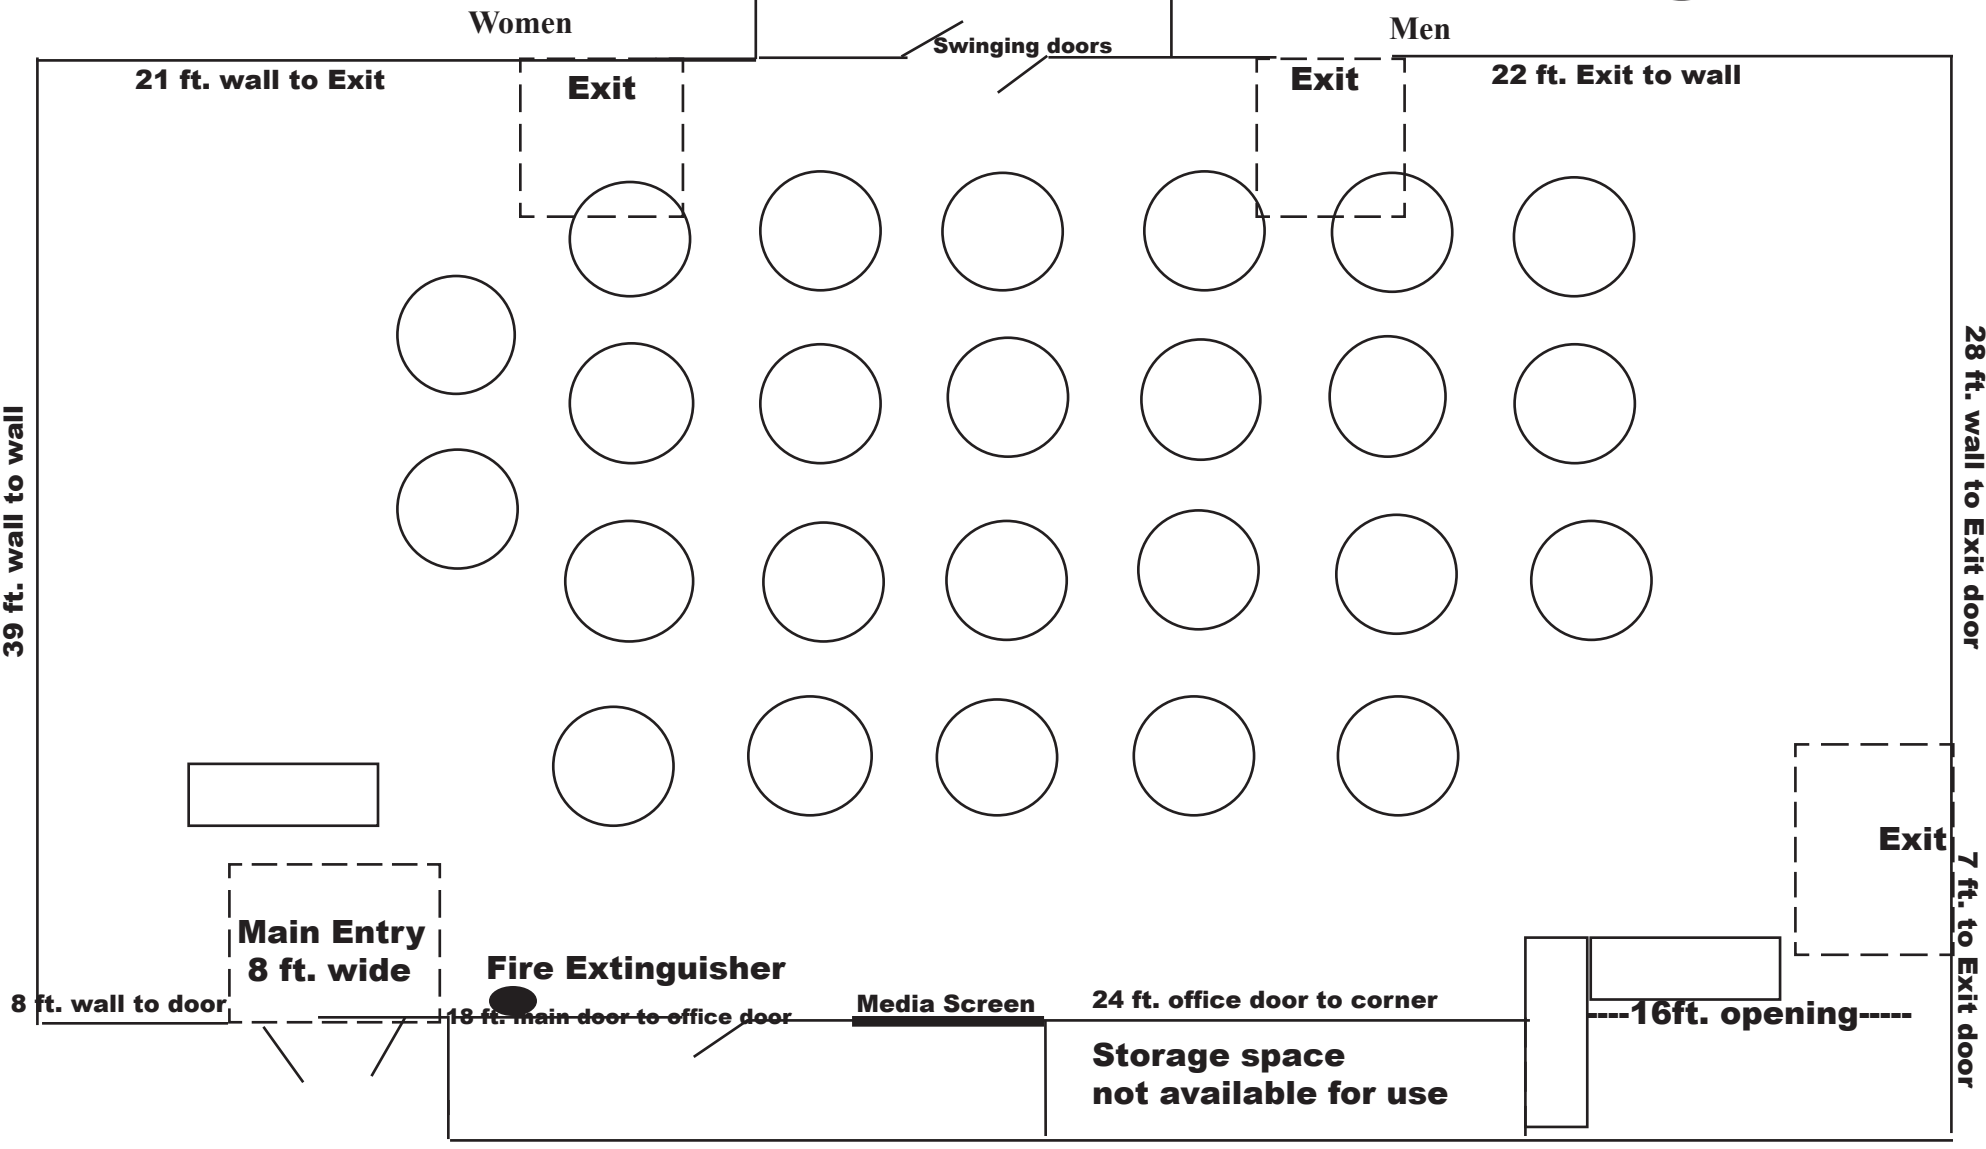 Women
Swinging doors
Men
21 ft. wall to Exit
Exit
Exit
22 ft. Exit to wall
39 ft. wall to wall
28 ft. wall to Exit door
Exit
7 ft. to Exit door
Main Entry
8 ft. wide
Fire Extinguisher
8 ft. wall to door
18 ft. main door to office door
Media Screen
24 ft. office door to corner
----16ft. opening-----
Storage space
not available for use